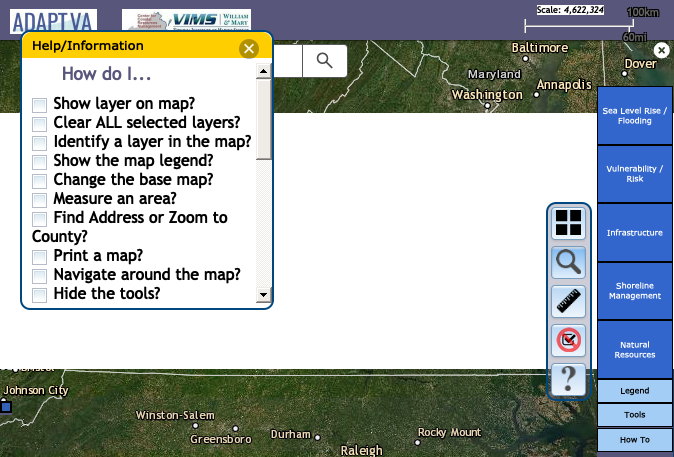 ADAPT VA
VIMS
WILLIAM & MARY
Scale: 4,622,324
100km
60mi
Help/Information
How do I...
Show layer on map?
Clear ALL selected layers?
Identify a layer in the map?
Show the map legend?
Change the base map?
Measure an area?
Find Address or Zoom to
County?
Print a map?
Navigate around the map?
Hide the tools?
Baltimore
Dover
Maryland
Annapolis
Washington
Sea Level Rise /
Flooding
Vulnerability /
Risk
Infrastructure
Shoreline
Management
Natural
Resources
Legend
Tools
How To
Bristol
Johnson City
Winston-Salem
Greensboro
Durham
Raleigh
Rocky Mount